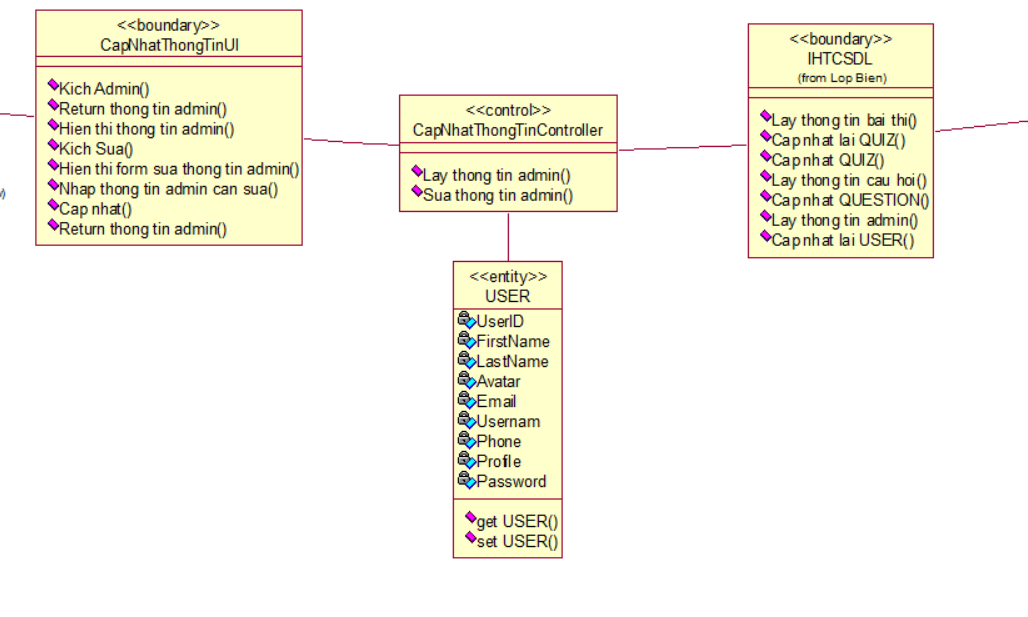 <<boundary>>
CapNhatThongTinUI
Kich Admin()
Return thong tin admin()
Hien thi thong tin admin()
Kich Sua()
Hien thi form sua thong tin admin()
Nhap thong tin admin can sua()
Cap nhat()
Return thong tin admin()
<<control>>
CapNhatThongTinController
Lay thong tin admin()
Sua thong tin admin()
<<boundary>>
IHTCSDL
(from Lop Bien)
Lay thong tin bai thi()
Cap nhat lai QUIZ()
Cap nhat QUIZ()
Lay thong tin cau hoi()
Cap nhat QUESTION()
Lay thong tin admin()
Cap nhat lai USER()
<<entity>>
USER
UserID
FirstName
LastName
Avatar
Email
Usernam
Phone
Profile
Password
get USER()
set USER()